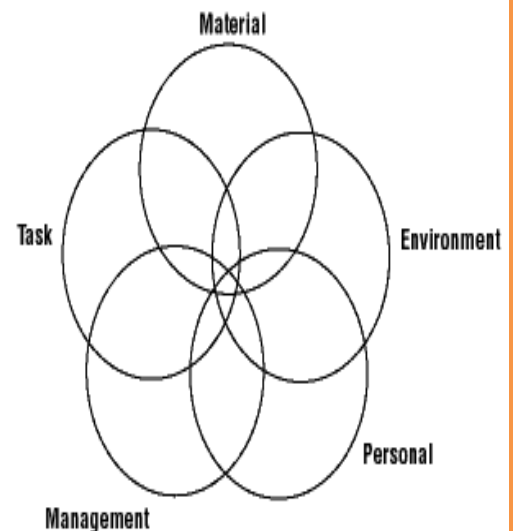 Material
Task
Environment
Personal
Management